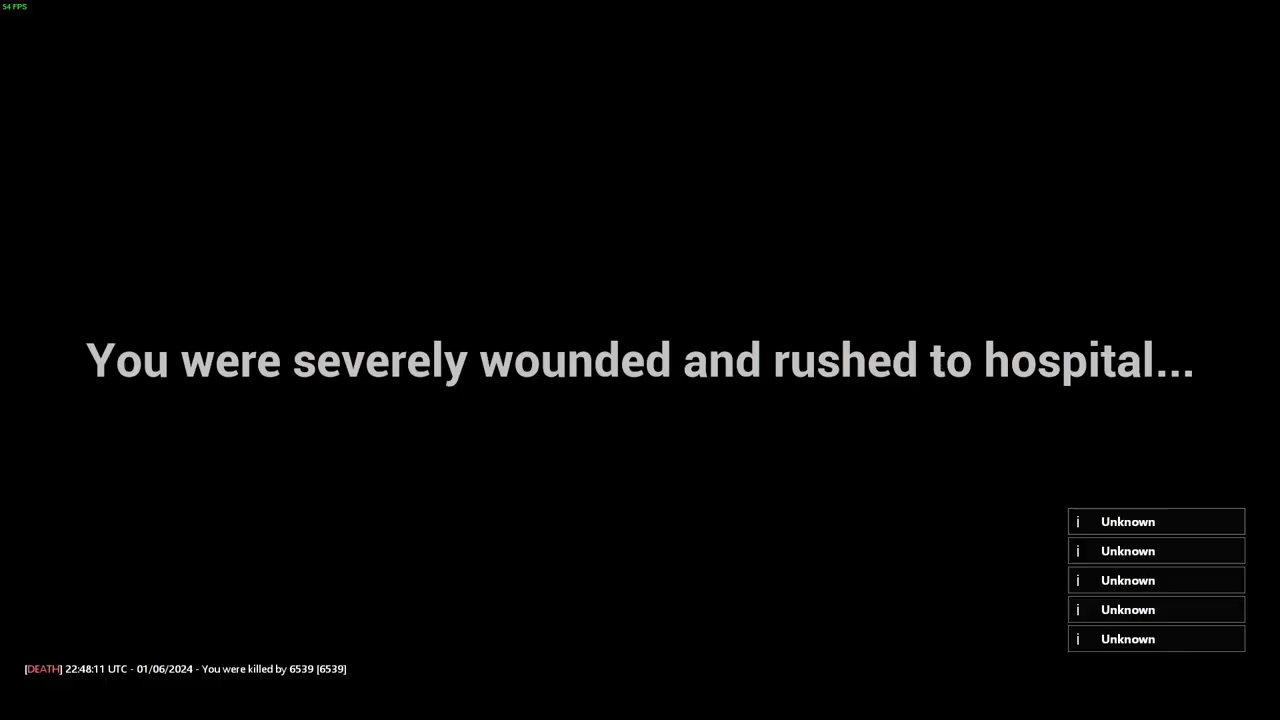 54 FPS
You were severely wounded and rushed to hospital...
i Unknown
i Unknown
i Unknown
i Unknown
i Unknown
[DEATH] 22:48:11 UTC - 01/06/2024 - You were killed by 6539 [6539]